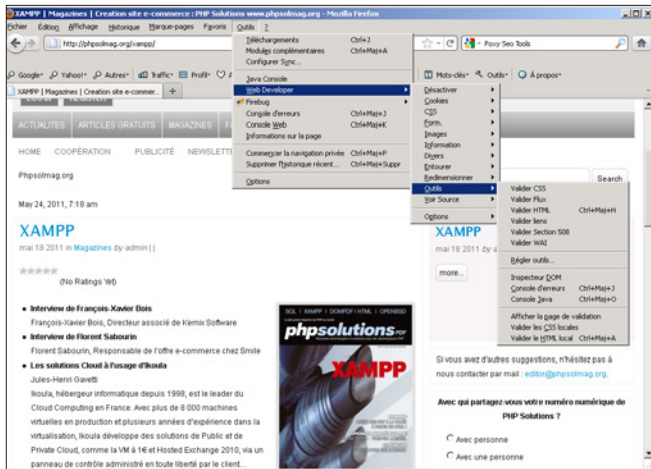 XAMPP | Magazines | Creation site e-commerce : PHP Solutions www.phpsolmag.org - Mozilla Firefox
Fichier Édition Affichage Historique Marque-pages Favoris Outils ?
http://phpsolmag.org/xampp/
Foxy Seo Tools
Google Yahoo! Autres Traffic Profil
Mots-clés Outils À propos
XAMPP | Magazines | Creation site e-commer...
Téléchargements Ctrl+J
Modules complémentaires Ctrl+Maj+A
Configurer Sync...
Java Console
Web Developer
Firebug
Console d'erreurs Ctrl+Maj+J
Console Web Ctrl+Maj+K
Informations sur la page
Commencer la navigation privée Ctrl+Maj+P
Supprimer l'historique récent... Ctrl+Maj+Suppr
Options
Désactiver
Cookies
CSS
Form.
Images
Information
Divers
Entourer
Redimensionner
Outils
Voir Source
Options
Valider CSS
Valider Flux
Valider HTML Ctrl+Maj+H
Valider liens
Valider Section 508
Valider WAI
Régler outils...
Inspecteur DOM
Console d'erreurs Ctrl+Maj+J
Console Java Ctrl+Maj+O
Afficher la page de validation
Valider les CSS locales
Valider le HTML local Ctrl+Maj+A
ACTUALITES ARTICLES GRATUITS MAGAZINES
HOME COOPÉRATION PUBLICITÉ NEWSLETT
Search
Phpsolmag.org
May 24, 2011, 7:18 am
XAMPP
mai 18 2011 in Magazines by admin | |
(No Ratings Yet)
Interview de François-Xavier Bois
François-Xavier Bois, Directeur associé de Kemix Software
Interview de Florent Sabourin
Florent Sabourin, Responsable de l'offre e-commerce chez Smile
Les solutions Cloud à l'usage d'Ikoula
Jules-Henri Gavetti
Ikoula, hébergeur informatique depuis 1998, est le leader du
Cloud Computing en France. Avec plus de 8 000 machines
virtuelles en production et plusieurs années d'expérience dans la
virtualisation, Ikoula développe des solutions de Public et de
Private Cloud, comme la VM à 1€ et Hosted Exchange 2010, via un
panneau de contrôle administré en toute liberté par le client...
SQL | XAMPP | DOMPDF | HTML | OPENBSD
phpsolutions PDF
XAMPP
XAMPP
mai 18 2011 by
more...
Si vous avez d'autres suggestions, n'hésitez pas à
nous contacter par mail : editor@phpsolmag.org.
Avec qui partagez-vous votre numéro numérique de
PHP Solutions ?
Avec personne
Avec une personne